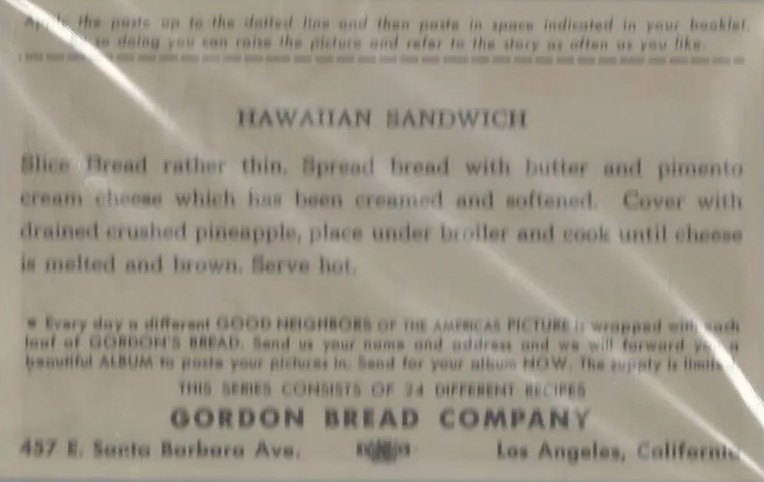 Apply the paste up to the dotted line and then paste in space indicated in your booklet.
so doing you can raise the picture and refer to the story as often as you like.
HAWAIIAN SANDWICH
Slice Bread rather thin. Spread bread with butter and pimento
cream cheese which has been creamed and softened. Cover with
drained crushed pineapple, place under broiler and cook until cheese
is melted and brown. Serve hot.
* Every day a different GOOD NEIGHBORS OF THE AMERICAS PICTURE is wrapped with each
loaf of GORDON'S BREAD. Send us your name and address and we will forward you a
beautiful ALBUM to paste your pictures in. Send for your album NOW. The supply is limited.
THIS SERIES CONSISTS OF 24 DIFFERENT RECIPES
GORDON BREAD COMPANY
457 E. Santa Barbara Ave. Los Angeles, California